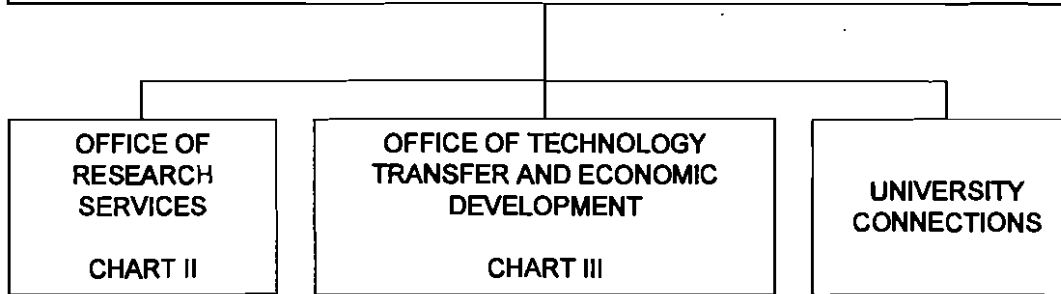 OFFICE OF
RESEARCH
SERVICES
CHART II
OFFICE OF TECHNOLOGY
TRANSFER AND ECONOMIC
DEVELOPMENT
CHART III
UNIVERSITY
CONNECTIONS